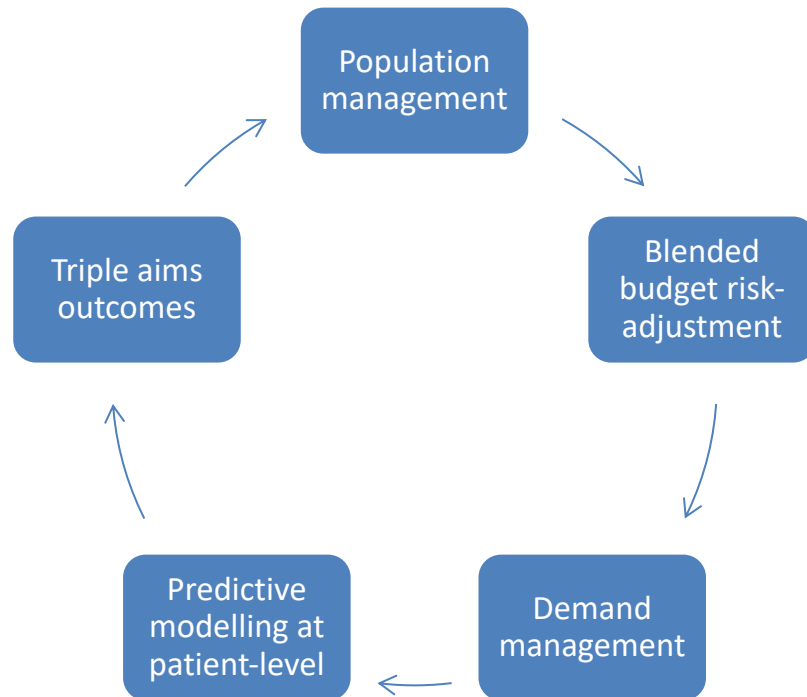 Population
management
Blended
budget risk-
adjustment
Demand
management
Predictive
modelling at
patient-level
Triple aims
outcomes